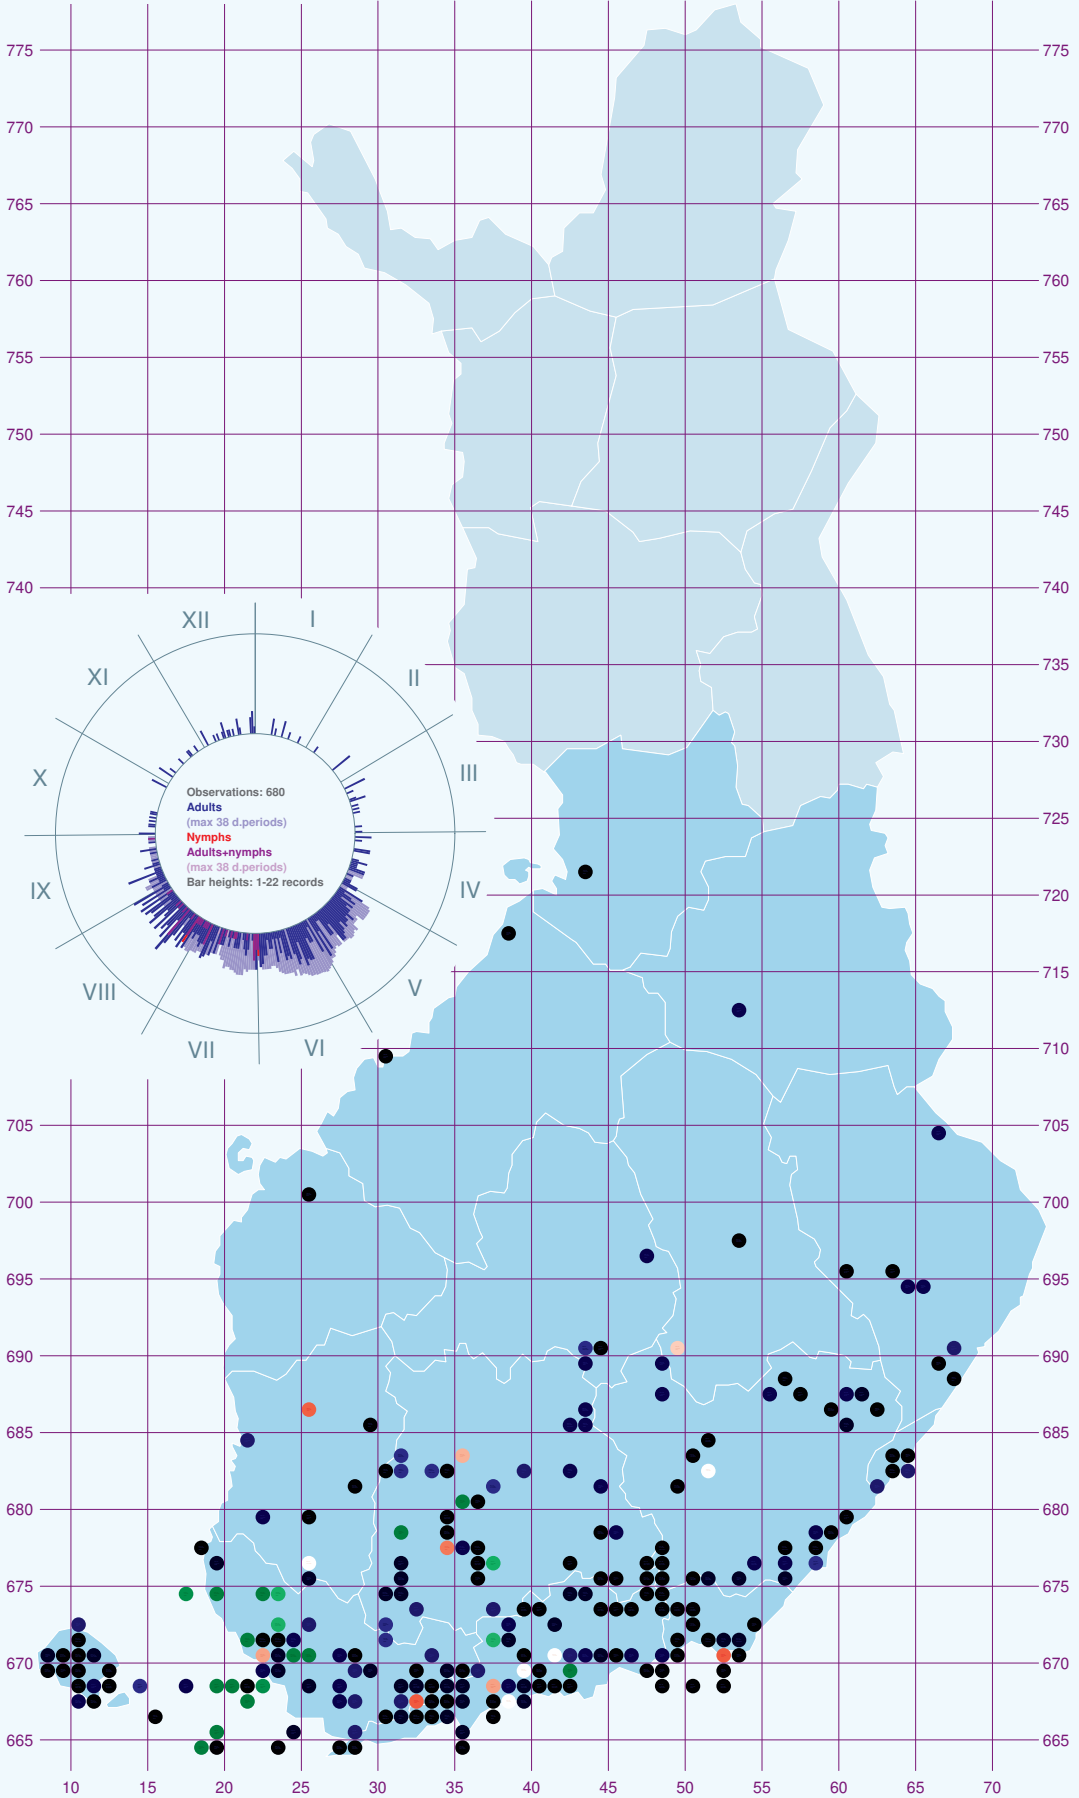 775 775
770 770
765 765
760 760
755 755
750 750
745 745
740 740
XII I
735 735
XI II
730 730
X III
Observations: 680
Adults
(max 38 d.periods)
725 725
Nymphs
Adults+nymphs
(max 38 d.periods)
Bar heights: 1-22 records
IX IV
720 720
715 715
VIII V
VII VI
710 710
705 705
700 700
695 695
690 690
685 685
680 680
675 675
670 670
665 665
10 15 20 25 30 35 40 45 50 55 60 65 70